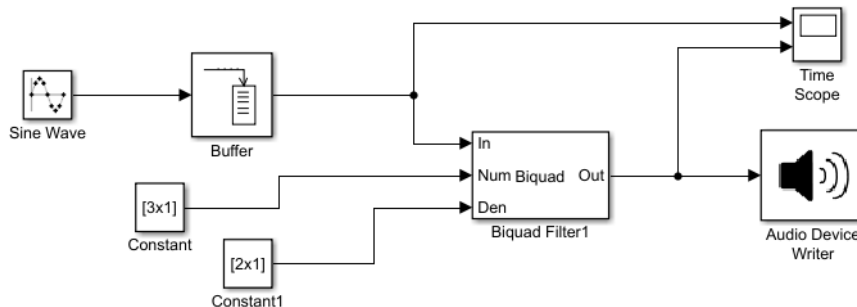 Sine Wave
Buffer
[3x1]
Constant
[2x1]
Constant1
In
Num
Biquad
Out
Den
Biquad Filter1
Time
Scope
Audio Device
Writer